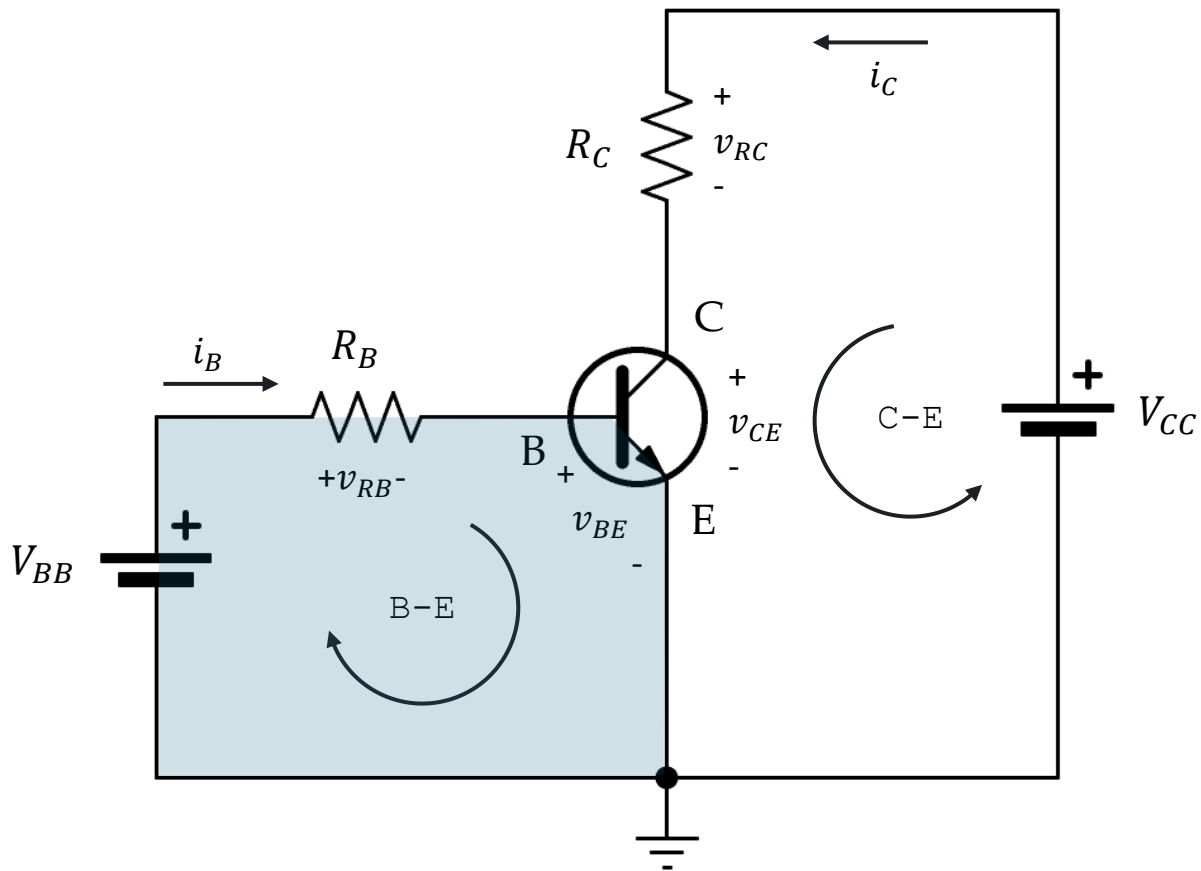 i_C
+
R_C
v_RC
-
C
i_B
R_B
+
+
v_CE
C-E
V_CC
-
B
+
+v_RB-
E
v_BE
+
-
V_BB
B-E